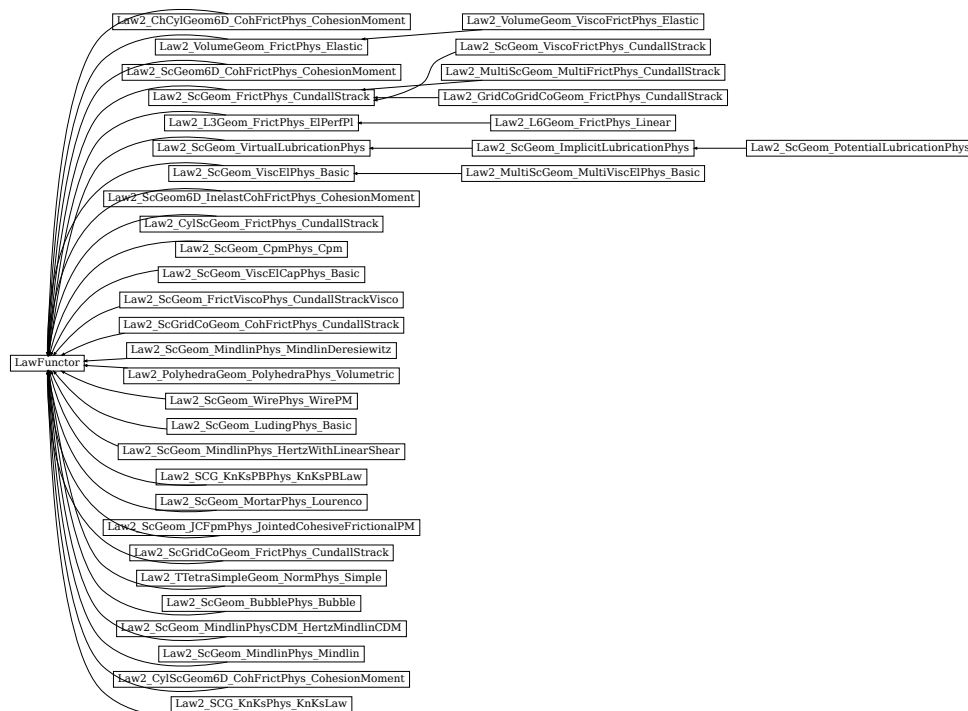 Law2_ChCylGeom6D_CohFrictPhys_CohesionMoment
Law2_VolumeGeom_ViscoFrictPhys_Elastic
Law2_VolumeGeom_FrictPhys_Elastic
Law2_ScGeom_ViscoFrictPhys_CundallStrack
Law2_ScGeom6D_CohFrictPhys_CohesionMoment
Law2_MultiScGeom_MultiFrictPhys_CundallStrack
Law2_ScGeom_FrictPhys_CundallStrack
Law2_GridCoGridCoGeom_FrictPhys_CundallStrack
Law2_L3Geom_FrictPhys_ElPerfPl
Law2_L6Geom_FrictPhys_Linear
Law2_ScGeom_VirtualLubricationPhys
Law2_ScGeom_ImplicitLubricationPhys
Law2_ScGeom_PotentialLubricationPhys
Law2_ScGeom_ViscElPhys_Basic
Law2_MultiScGeom_MultiViscElPhys_Basic
Law2_ScGeom6D_InelastCohFrictPhys_CohesionMoment
Law2_CylScGeom_FrictPhys_CundallStrack
Law2_ScGeom_CpmPhys_Cpm
Law2_ScGeom_ViscElCapPhys_Basic
Law2_ScGeom_FrictViscoPhys_CundallStrackVisco
Law2_ScGridCoGeom_CohFrictPhys_CundallStrack
Law2_ScGeom_MindlinPhys_MindlinDeresiewitz
LawFunctor
Law2_PolyhedraGeom_PolyhedraPhys_Volumetric
Law2_ScGeom_WirePhys_WirePM
Law2_ScGeom_LudingPhys_Basic
Law2_ScGeom_MindlinPhys_HertzWithLinearShear
Law2_SCG_KnKsPBPhys_KnKsPBLaw
Law2_ScGeom_MortarPhys_Lourenco
Law2_ScGeom_JCFpmPhys_JointedCohesiveFrictionalPM
Law2_ScGridCoGeom_FrictPhys_CundallStrack
Law2_TTetraSimpleGeom_NormPhys_Simple
Law2_ScGeom_BubblePhys_Bubble
Law2_ScGeom_MindlinPhysCDM_HertzMindlinCDM
Law2_ScGeom_MindlinPhys_Mindlin
Law2_CylScGeom6D_CohFrictPhys_CohesionMoment
Law2_SCG_KnKsPhys_KnKsLaw